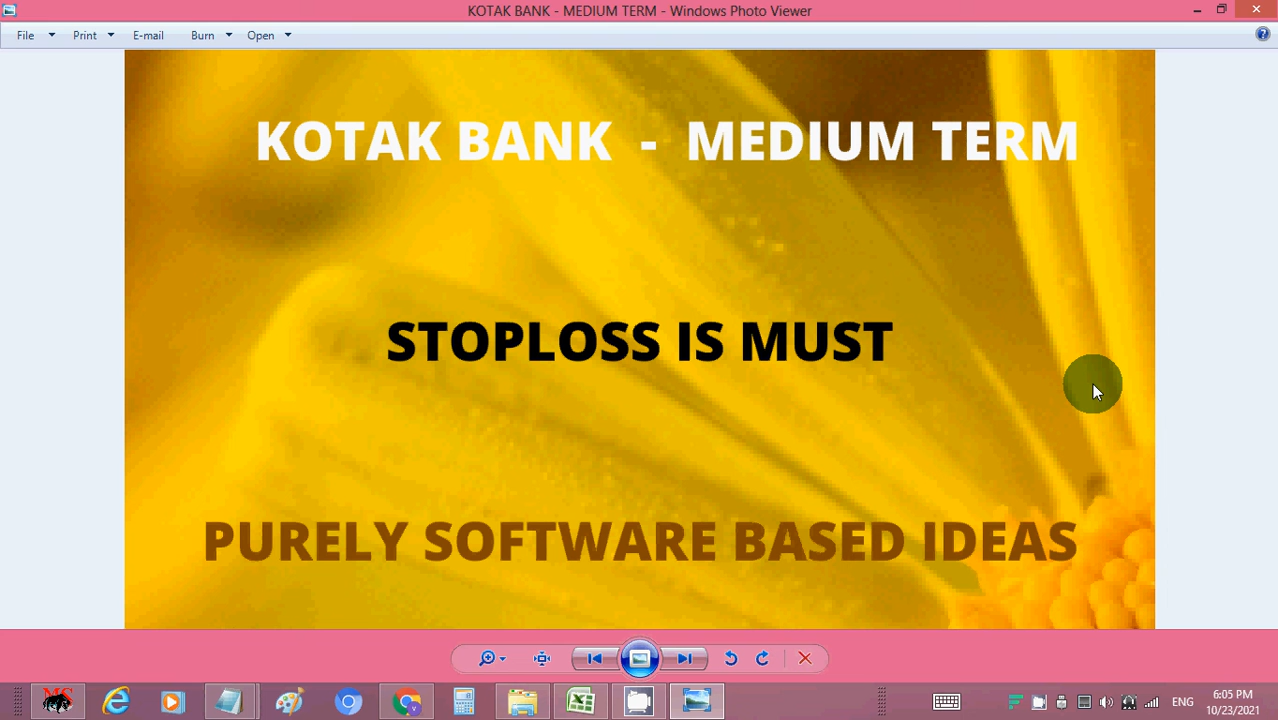 KOTAK BANK - MEDIUM TERM - Windows Photo Viewer
File Print E-mail Burn Open
KOTAK BANK - MEDIUM TERM
STOPLOSS IS MUST
PURELY SOFTWARE BASED IDEAS
MS
ENG
6:05 PM
10/23/2021